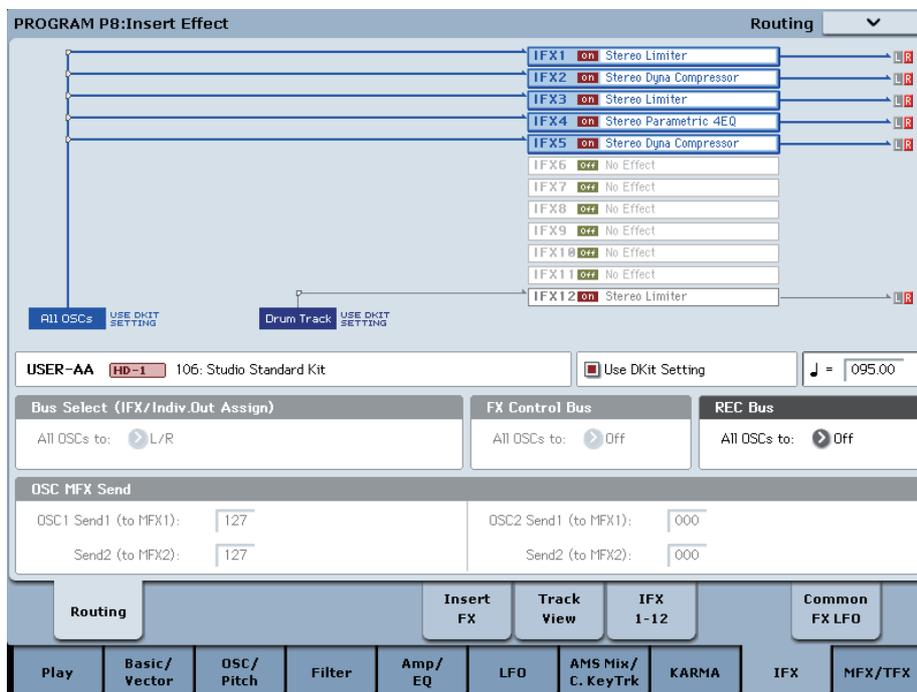 PROGRAM P8:Insert Effect
Routing
IFX1 on Stereo Limiter L R
IFX2 on Stereo Dyna Compressor L R
IFX3 on Stereo Limiter L R
IFX4 on Stereo Parametric 4EQ L R
IFX5 on Stereo Dyna Compressor L R
IFX6 Off No Effect
IFX7 Off No Effect
IFX8 Off No Effect
IFX9 Off No Effect
IFX10 Off No Effect
IFX11 Off No Effect
IFX12 on Stereo Limiter L R
All OSCs USE DKIT SETTING
Drum Track USE DKIT SETTING
USER-AA HD-1 106: Studio Standard Kit
Use DKit Setting
♩ = 095.00
Bus Select (IFX/Indiv.Out Assign)
All OSCs to: L/R
FX Control Bus
All OSCs to: Off
REC Bus
All OSCs to: Off
OSC MFX Send
OSC1 Send1 (to MFX1): 127
OSC2 Send1 (to MFX1): 000
Send2 (to MFX2): 127
Send2 (to MFX2): 000
Routing
Insert FX
Track View
IFX 1-12
Common FX LFO
Play
Basic/ Vector
OSC/ Pitch
Filter
Amp/ EQ
LFO
AMS Mix/ C. KeyTrk
KARMA
IFX
MFX/TFX